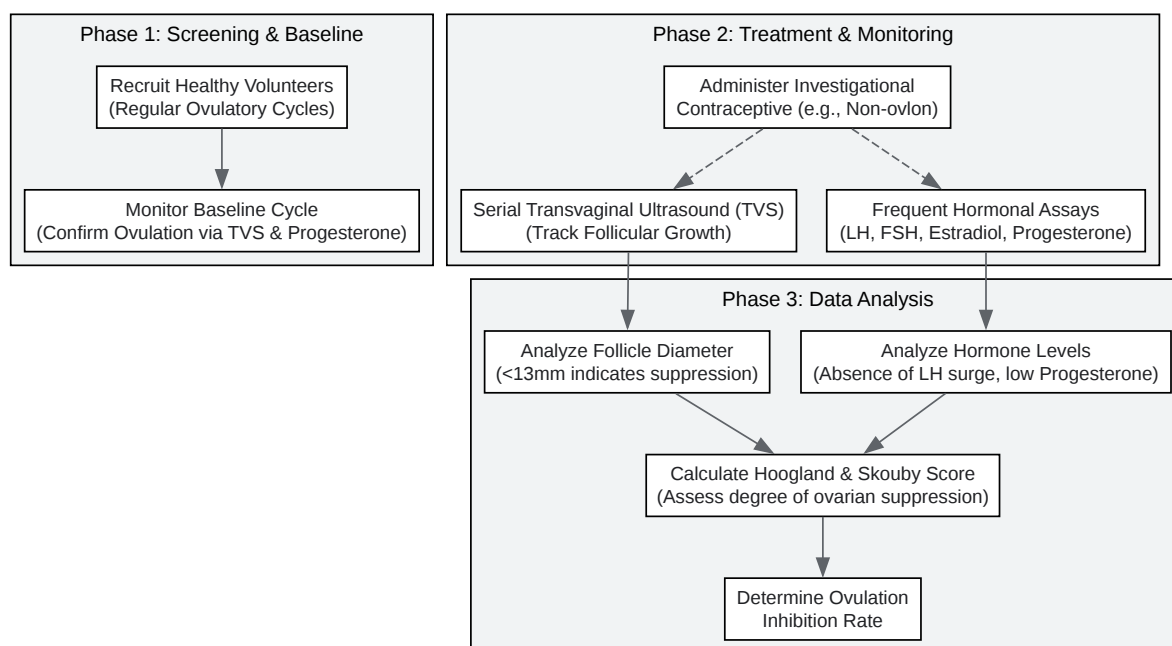 Phase 1: Screening & Baseline
Recruit Healthy Volunteers
(Regular Ovulatory Cycles)
Monitor Baseline Cycle
(Confirm Ovulation via TVS & Progesterone)
Phase 2: Treatment & Monitoring
Administer Investigational
Contraceptive (e.g., Non-ovlon)
Serial Transvaginal Ultrasound (TVS)
(Track Follicular Growth)
Frequent Hormonal Assays
(LH, FSH, Estradiol, Progesterone)
Phase 3: Data Analysis
Analyze Follicle Diameter
(<13mm indicates suppression)
Analyze Hormone Levels
(Absence of LH surge, low Progesterone)
Calculate Hoogland & Skouby Score
(Assess degree of ovarian suppression)
Determine Ovulation
Inhibition Rate